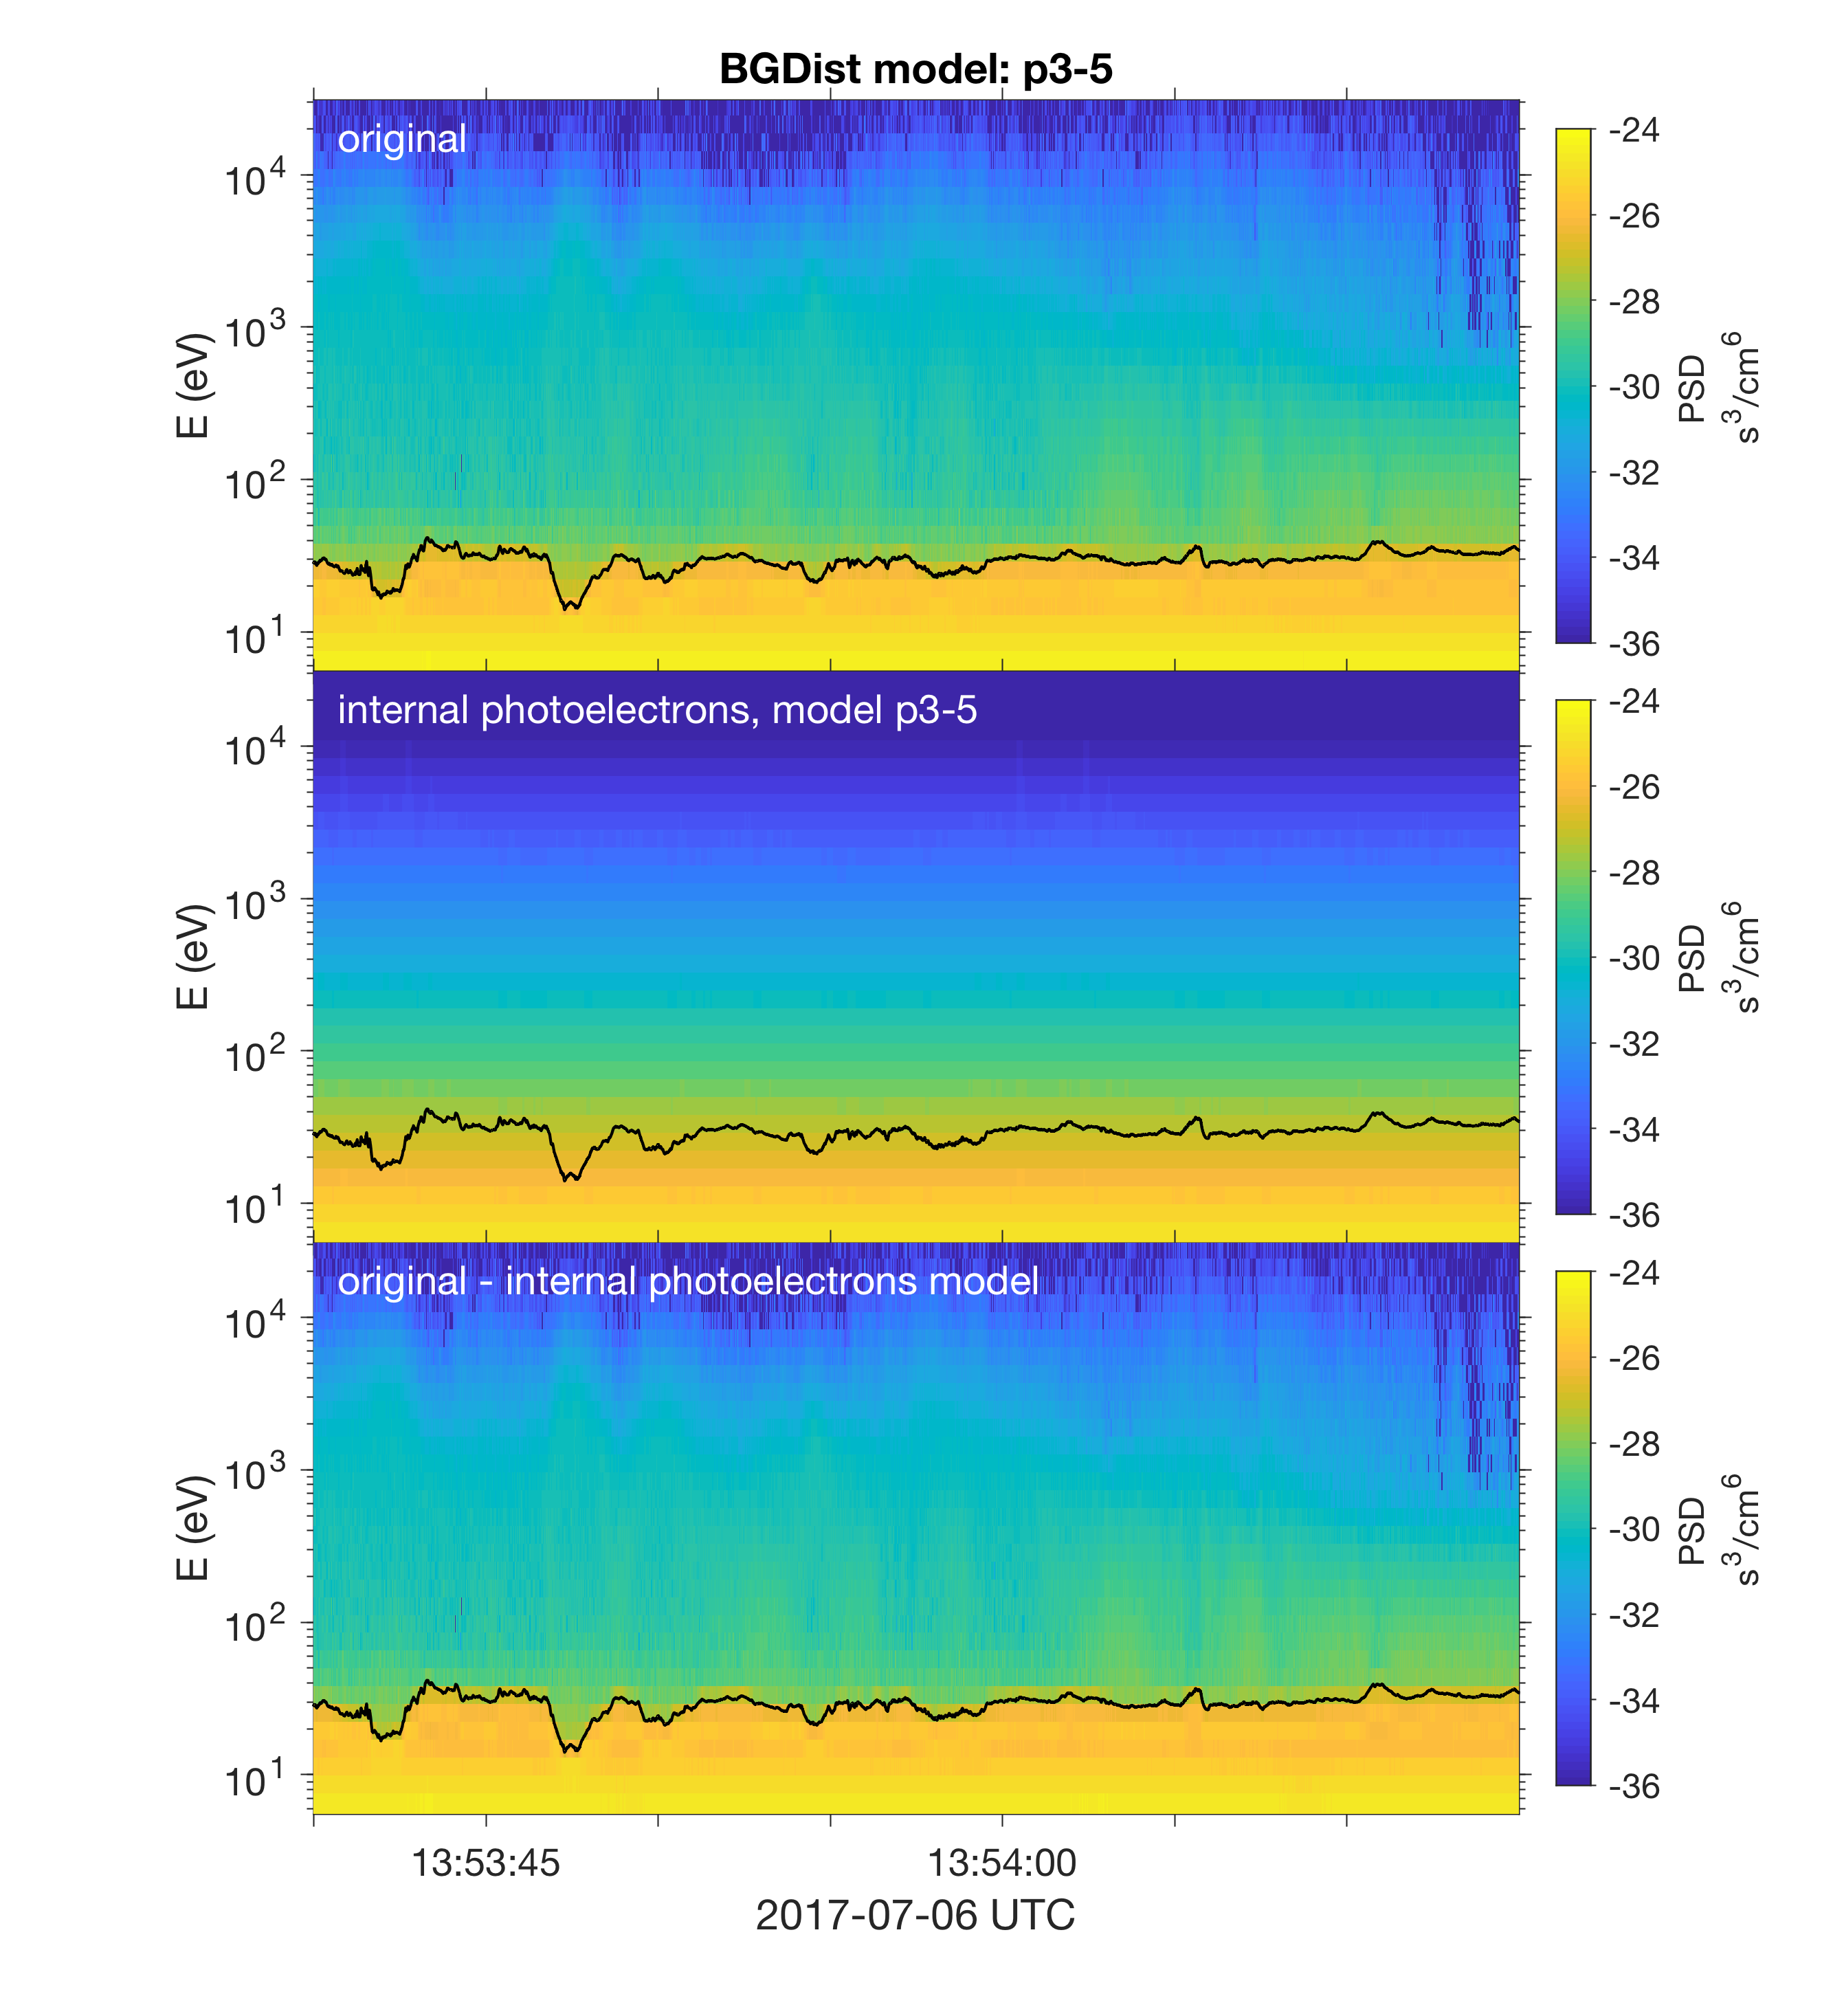 BGDist model: p3-5
original
10^4
10^3
10^2
10^1
E (eV)
-24
-26
-28
-30
-32
-34
-36
PSD
s^3/cm^6
internal photoelectrons, model p3-5
10^4
10^3
10^2
10^1
E (eV)
-24
-26
-28
-30
-32
-34
-36
PSD
s^3/cm^6
original - internal photoelectrons model
10^4
10^3
10^2
10^1
E (eV)
-24
-26
-28
-30
-32
-34
-36
PSD
s^3/cm^6
13:53:45 13:54:00
2017-07-06 UTC